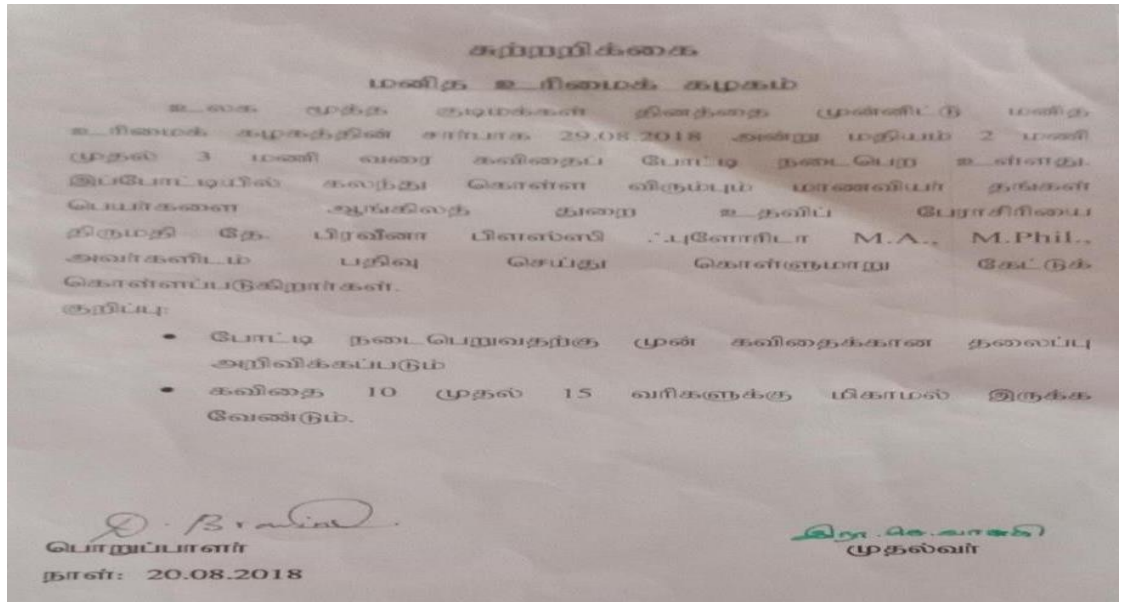 சுற்றறிக்கை
மனித உரிமைக் கழகம்
உலக மூத்த குடிமக்கள் தினத்தை முன்னிட்டு மனித
உரிமைக் கழகத்தின் சார்பாக 29.08.2018 அன்று மதியம் 2 மணி
முதல் 3 மணி வரை கவிதைப் போட்டி நடைபெற உள்ளது.
இப்போட்டியில் கலந்து கொள்ள விரும்பும் மாணவியர் தங்கள்
பெயர்களை ஆங்கிலத் துறை உதவிப் பேராசிரியை
திருமதி தே. பிரவீனா பிளஸ்ஸி ஃபுளோரிடா M.A., M.Phil.,
அவர்களிடம் பதிவு செய்து கொள்ளுமாறு கேட்டுக்
கொள்ளப்படுகிறார்கள்.
குறிப்பு:
• போட்டி நடைபெறுவதற்கு முன் கவிதைக்கான தலைப்பு
அறிவிக்கப்படும்
• கவிதை 10 முதல் 15 வரிகளுக்கு மிகாமல் இருக்க
வேண்டும்.
பொறுப்பாளர்
முதல்வர்
நாள்: 20.08.2018